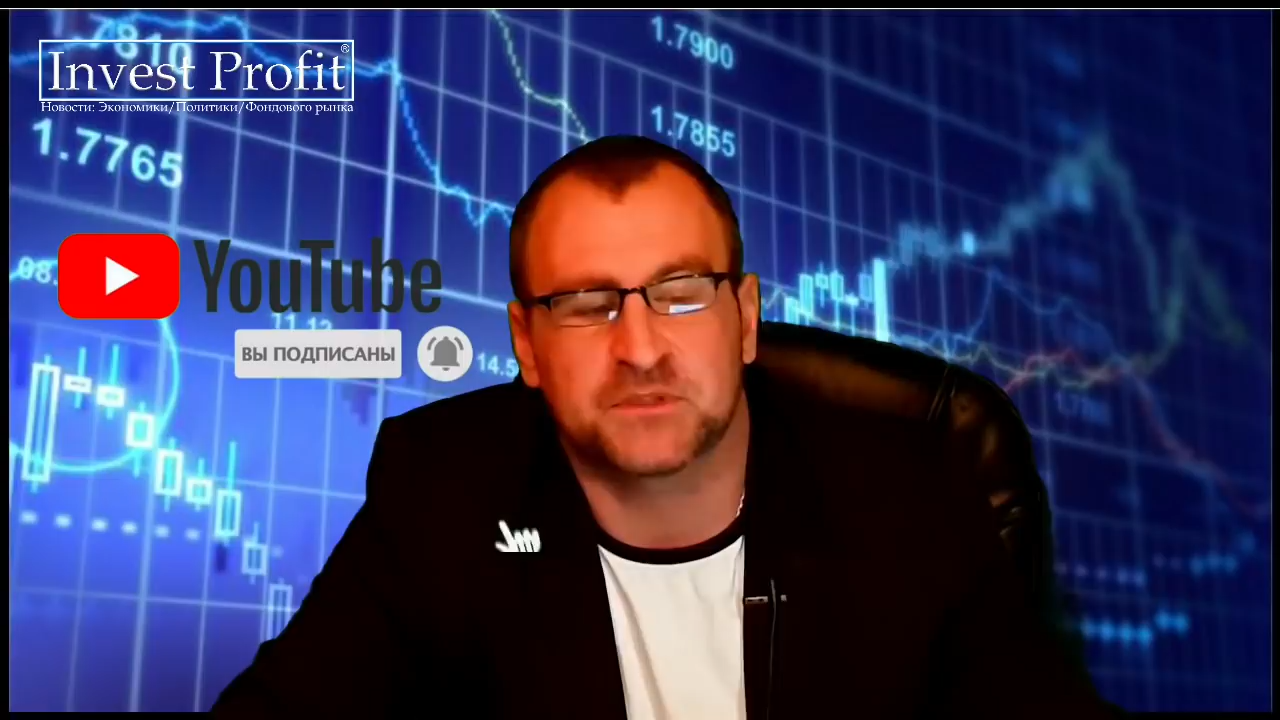 Invest Profit®
Новости: Экономики/Политики/Фондового рынка
1.7900
1.7855
1.7765
YouTube
ВЫ ПОДПИСАНЫ